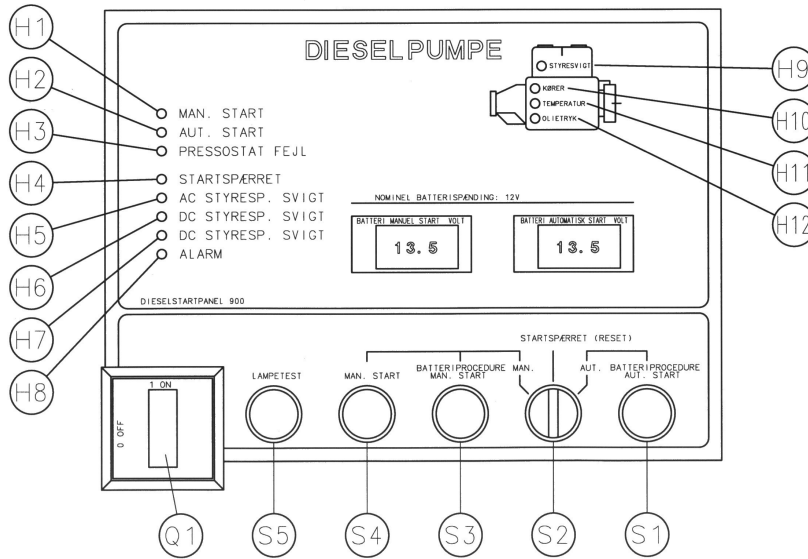 DIESELPUMPE
H1
H2
H3
H4
H5
H6
H7
H8
MAN. START
AUT. START
PRESSOSTAT FEJL
STARTSPÆRRET
AC STYRESP. SVIGT
DC STYRESP. SVIGT
DC STYRESP. SVIGT
ALARM
STYRESVIGT
KØRER
TEMPERATUR
OLIETRYK
H9
H10
H11
H12
NOMINEL BATTERISPÆNDING: 12V
BATTERI MANUEL START VOLT
13.5
BATTERI AUTOMATISK START VOLT
13.5
DIESELSTARTPANEL 900
STARTSPÆRRET (RESET)
1 ON
0 OFF
LAMPETEST
MAN. START
BATTERIPROCEDURE
MAN. START
MAN.
AUT.
BATTERIPROCEDURE
AUT. START
Q1
S5
S4
S3
S2
S1